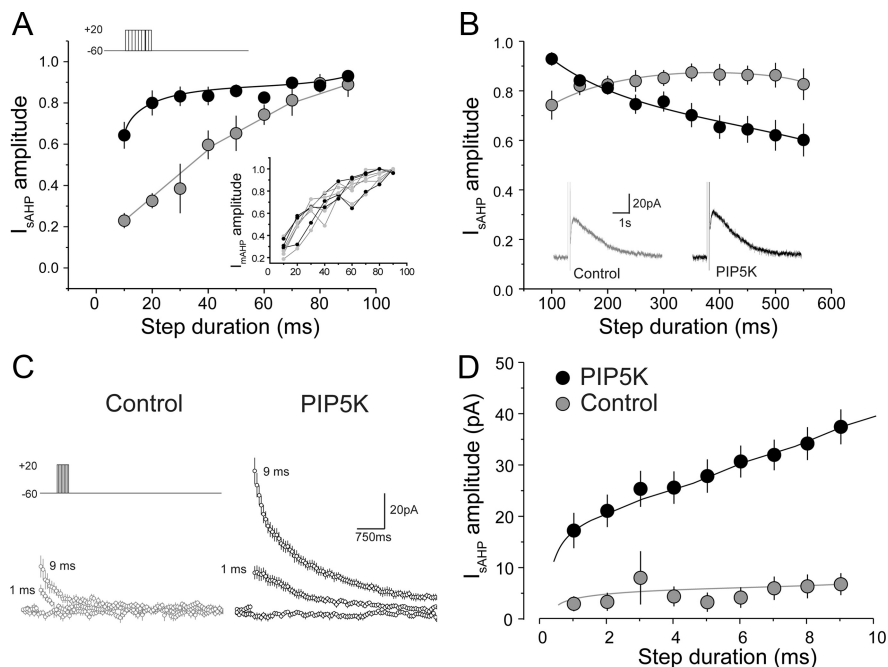 A
+20
-60
1.0
0.8
0.6
0.4
0.2
0.0
IsAHP amplitude
0 20 40 60 80 100
Step duration (ms)
1.0
0.8
0.6
0.4
0.2
ImAHP amplitude
0 20 40 60 80 100
B
1.0
0.8
0.6
0.4
0.2
0.0
IsAHP amplitude
20pA
1s
Control
PIP5K
100 200 300 400 500 600
Step duration (ms)
C
Control
PIP5K
+20
-60
9 ms
1 ms
9 ms
1 ms
20pA
750ms
D
PIP5K
Control
50
40
30
20
10
0
IsAHP amplitude (pA)
0 2 4 6 8 10
Step duration (ms)